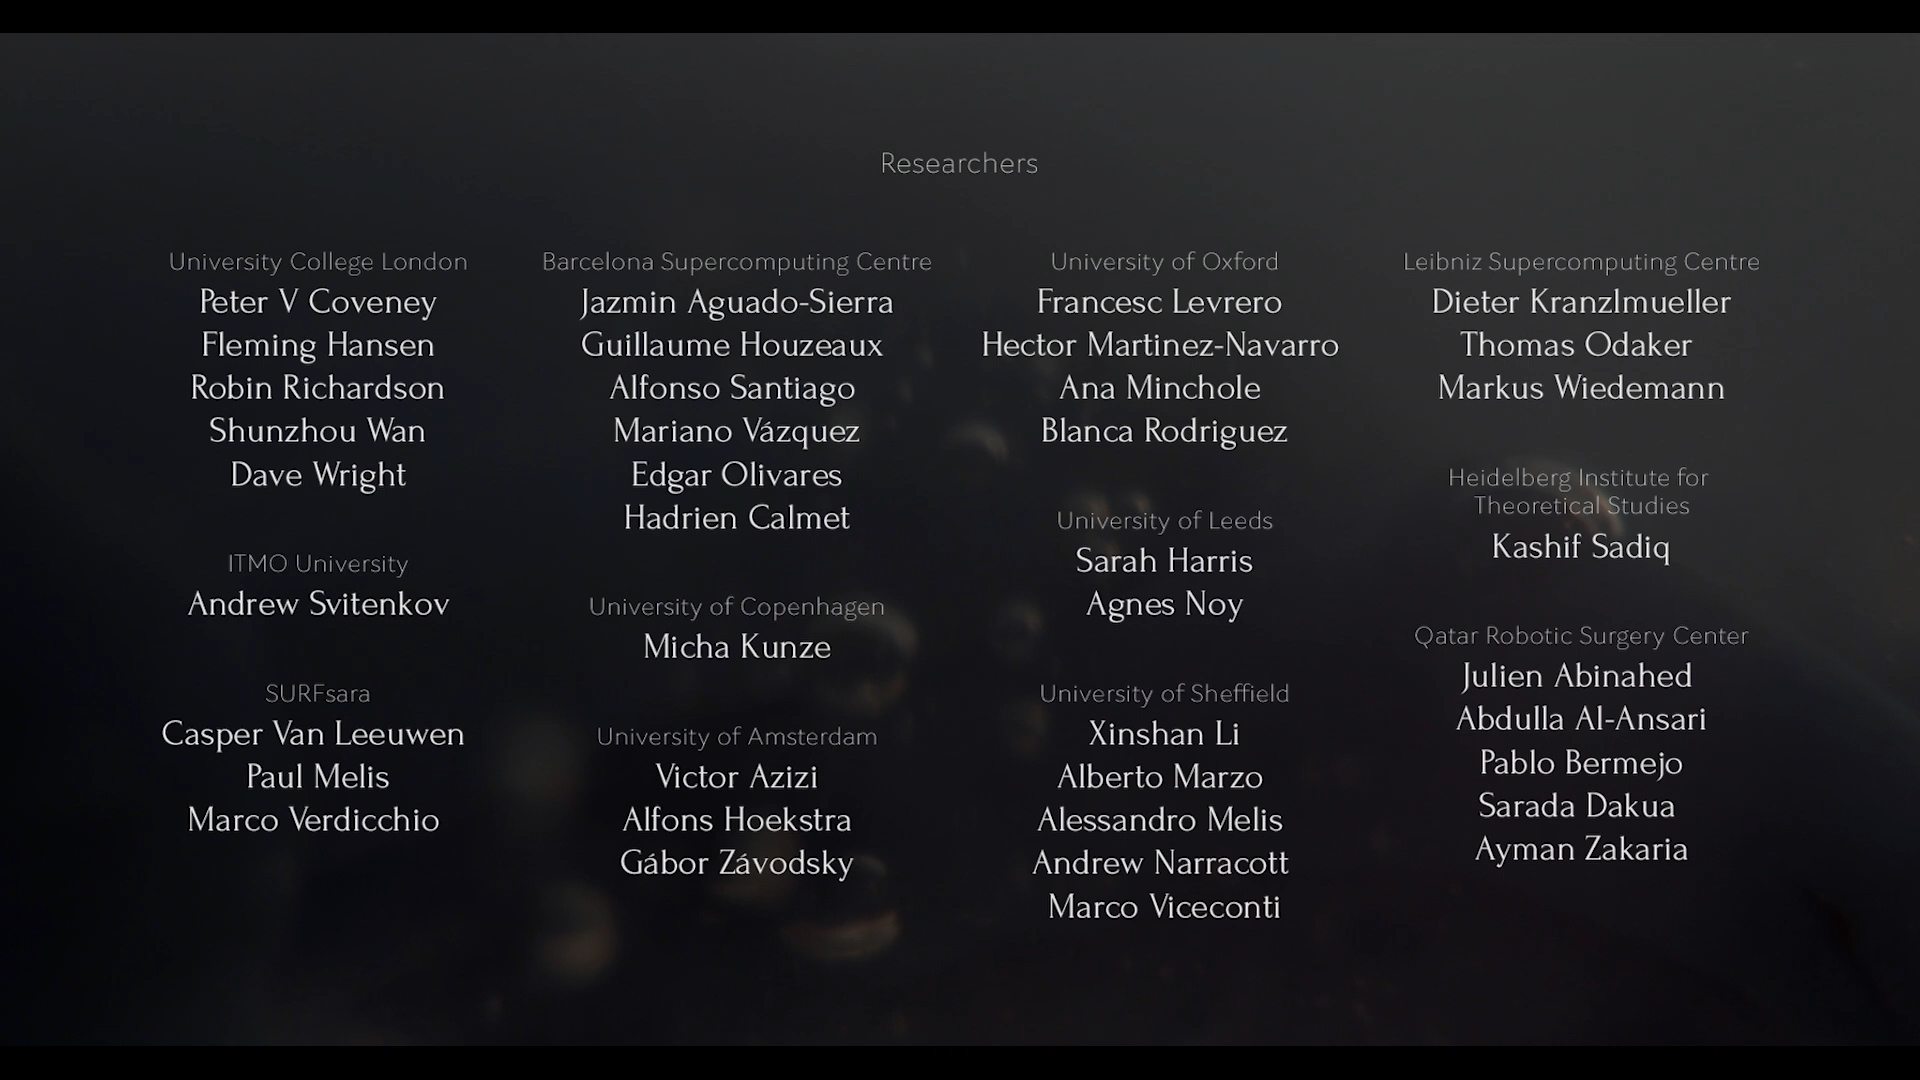 Researchers
University College London
Peter V Coveney
Fleming Hansen
Robin Richardson
Shunzhou Wan
Dave Wright
ITMO University
Andrew Svitenkov
SURFsara
Casper Van Leeuwen
Paul Melis
Marco Verdicchio
Barcelona Supercomputing Centre
Jazmin Aguado-Sierra
Guillaume Houzeaux
Alfonso Santiago
Mariano Vázquez
Edgar Olivares
Hadrien Calmet
University of Copenhagen
Micha Kunze
University of Amsterdam
Victor Azizi
Alfons Hoekstra
Gábor Závodsky
University of Oxford
Francesc Levrero
Hector Martinez-Navarro
Ana Minchole
Blanca Rodriguez
University of Leeds
Sarah Harris
Agnes Noy
University of Sheffield
Xinshan Li
Alberto Marzo
Alessandro Melis
Andrew Narracott
Marco Viceconti
Leibniz Supercomputing Centre
Dieter Kranzlmueller
Thomas Odaker
Markus Wiedemann
Heidelberg Institute for
Theoretical Studies
Kashif Sadiq
Qatar Robotic Surgery Center
Julien Abinahed
Abdulla Al-Ansari
Pablo Bermejo
Sarada Dakua
Ayman Zakaria